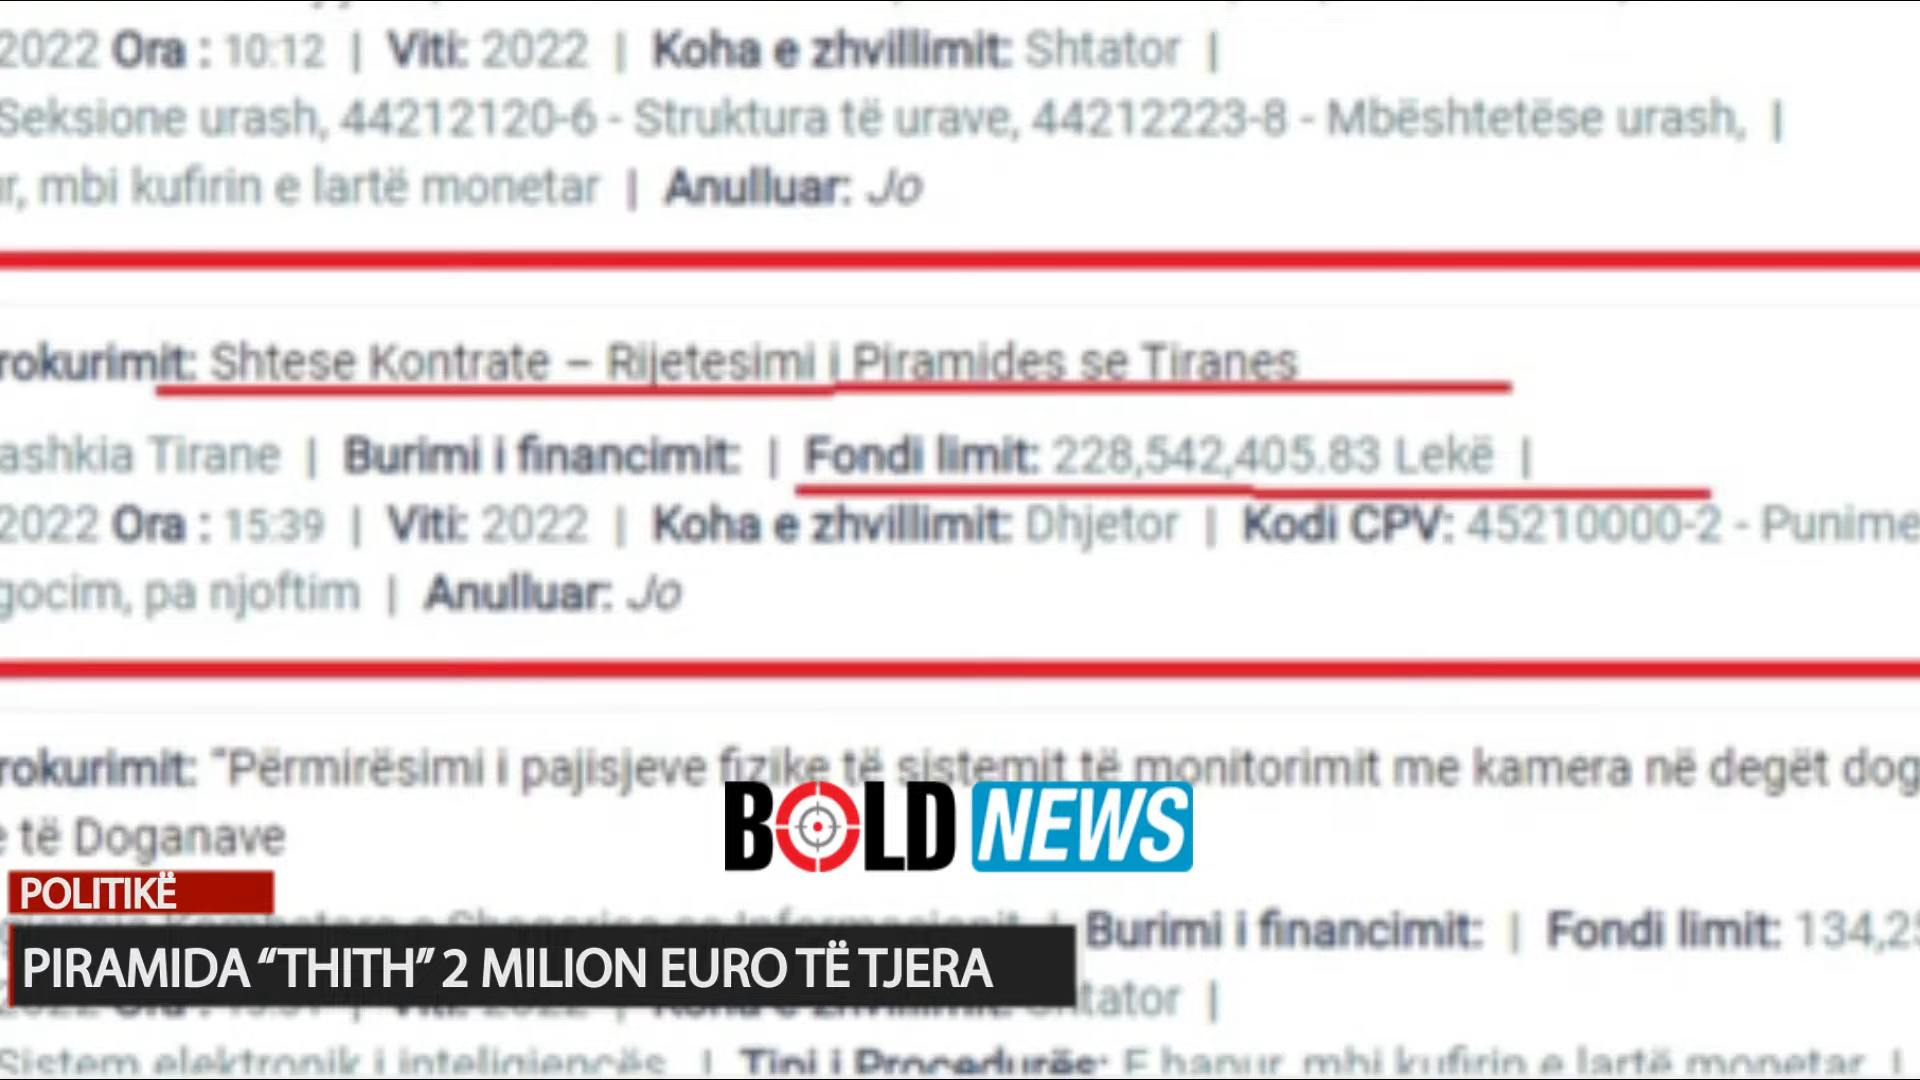 2022 Ora : 10:12 | Viti: 2022 | Koha e zhvillimit: Shtator |
Seksione urash, 44212120-6 - Struktura të urave, 44212223-8 - Mbështetëse urash, |
r, mbi kufirin e lartë monetar | Anulluar: Jo
rokurimit: Shtese Kontrate – Rijetesimi i Piramides se Tiranes
ashkia Tirane | Burimi i financimit: | Fondi limit: 228,542,405.83 Lekë |
2022 Ora : 15:39 | Viti: 2022 | Koha e zhvillimit: Dhjetor | Kodi CPV: 45210000-2 - Punime
gocim, pa njoftim | Anulluar: Jo
rokurimit: "Përmirësimi i pajisjeve fizike të sistemit të monitorimit me kamera në degët dog
e të Doganave
BOLD NEWS
POLITIKË
Burimi i financimit: | Fondi limit: 134,25
PIRAMIDA “THITH” 2 MILION EURO TË TJERA
tator |
Sistem elektronik i inteligjencës | Tipi i Procedurës: E hapur, mbi kufirin e lartë monetar |